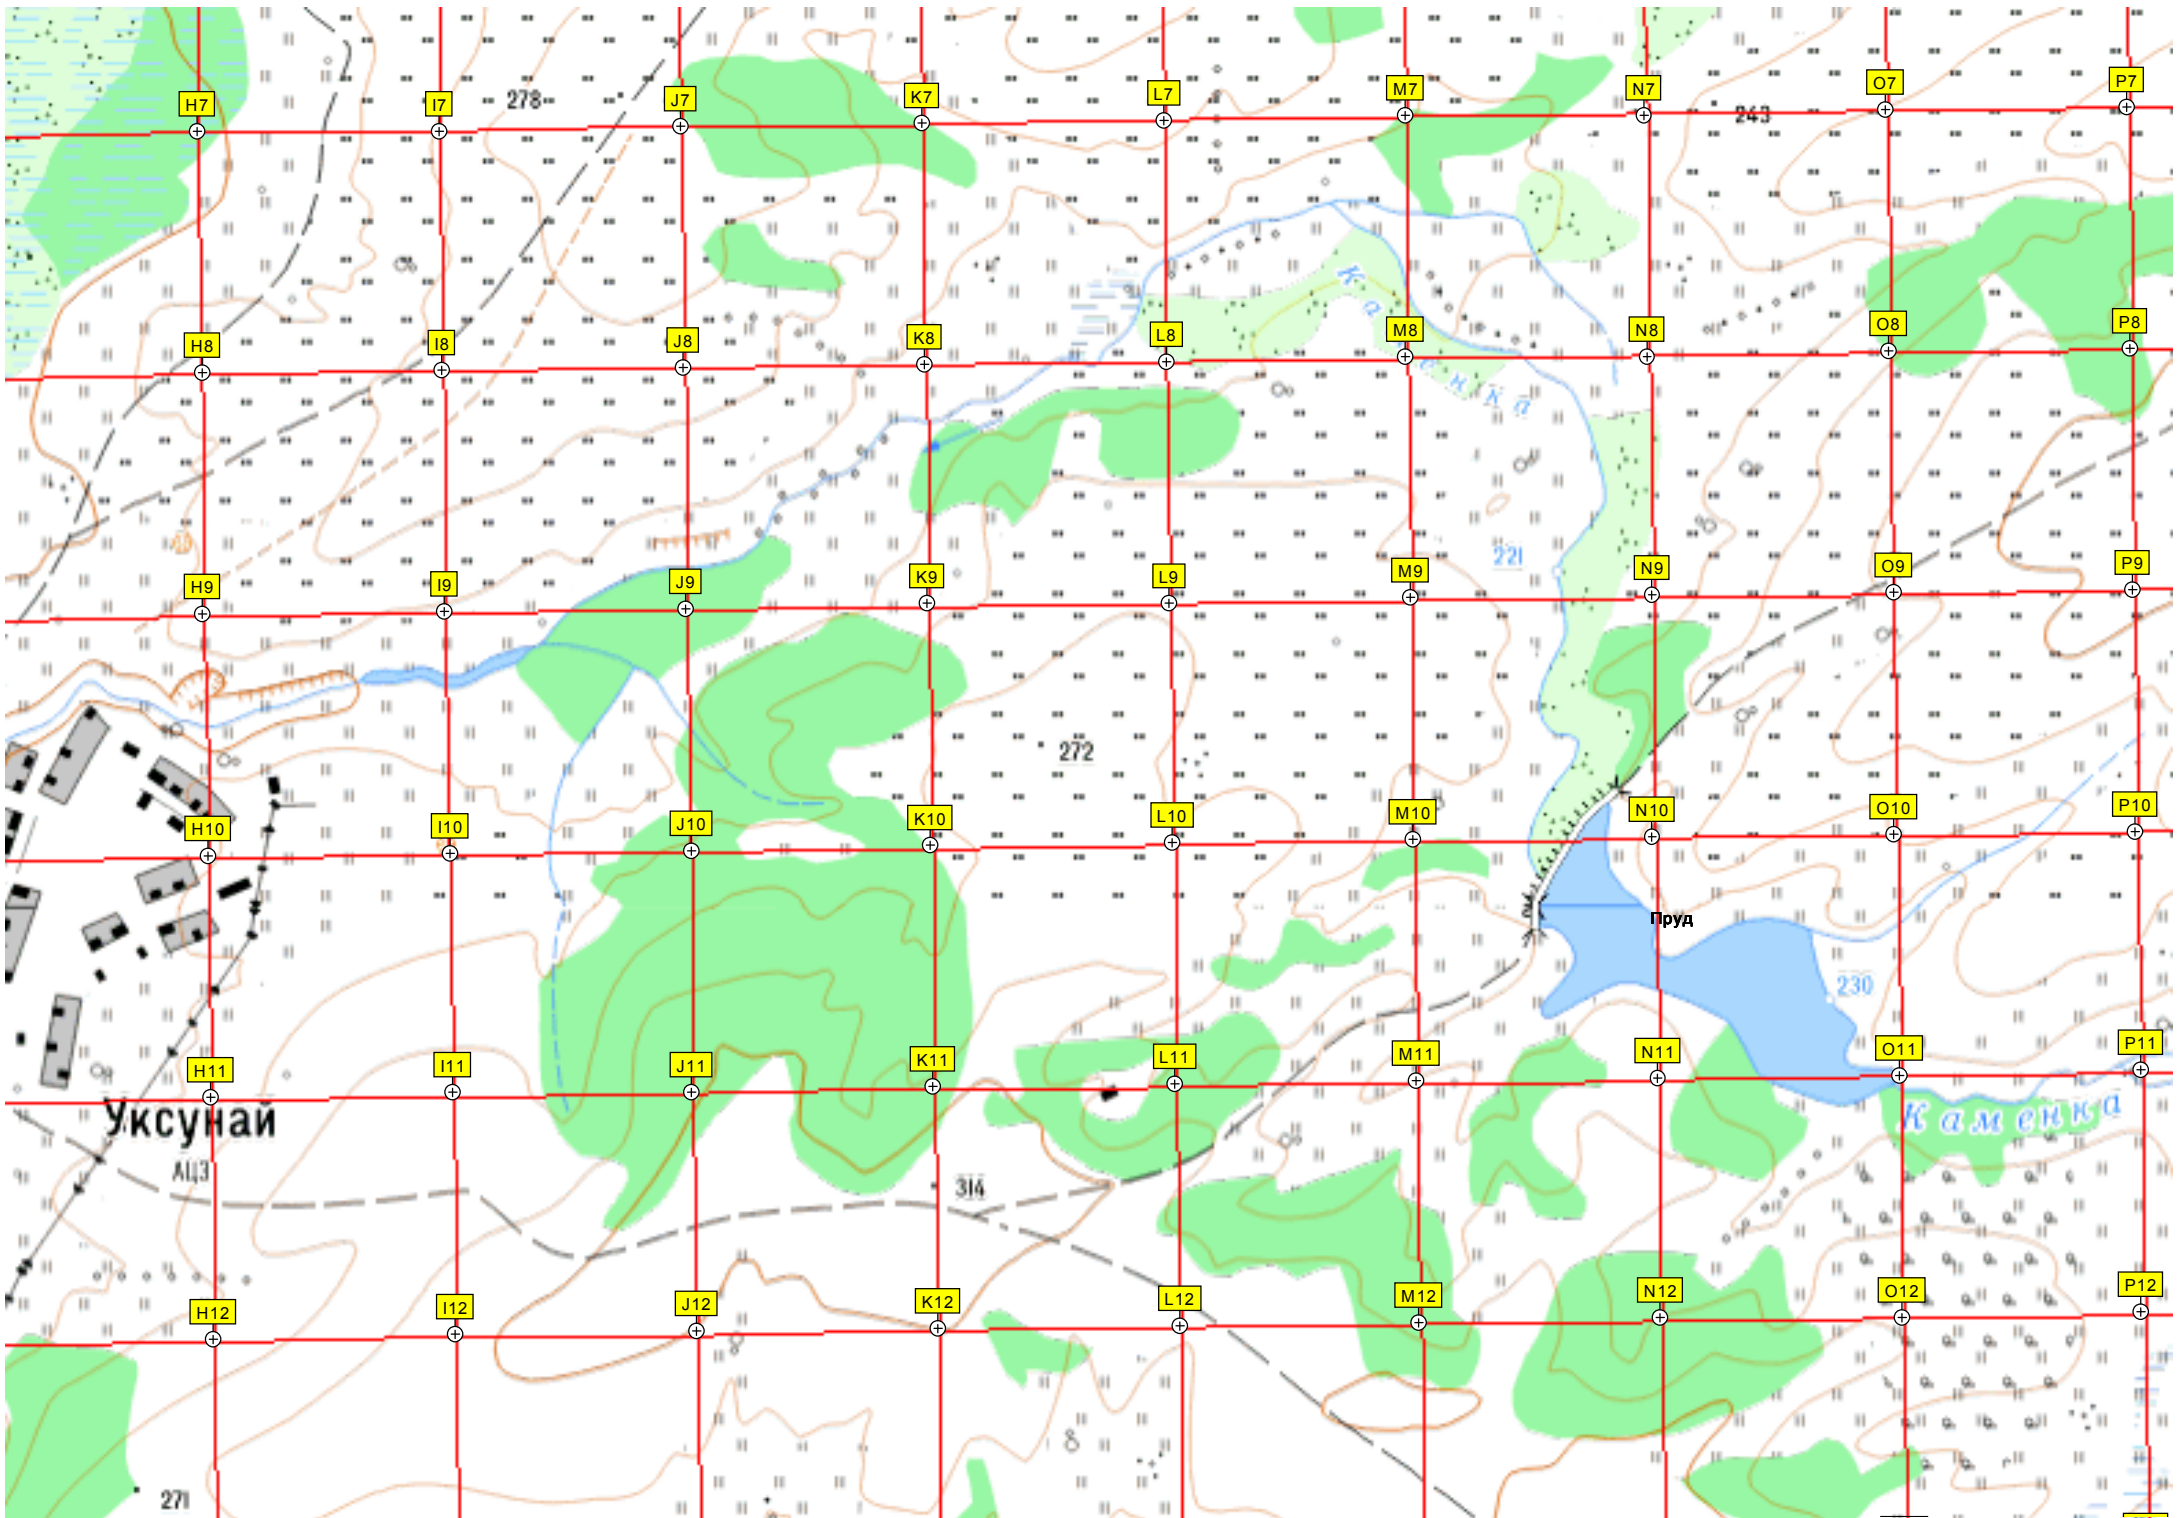 H7 I7 278 J7 K7 L7 M7 N7 243 O7 P7
Каменка
H8 I8 J8 K8 L8 M8 N8 O8 P8
221
H9 I9 J9 K9 L9 M9 N9 O9 P9
272
H10 I10 J10 K10 L10 M10 N10 O10 P10
Пруд
230
H11 I11 J11 K11 L11 M11 N11 O11 P11
Уксунай
Каменка
АЦЗ
314
H12 I12 J12 K12 L12 M12 N12 O12 P12
271